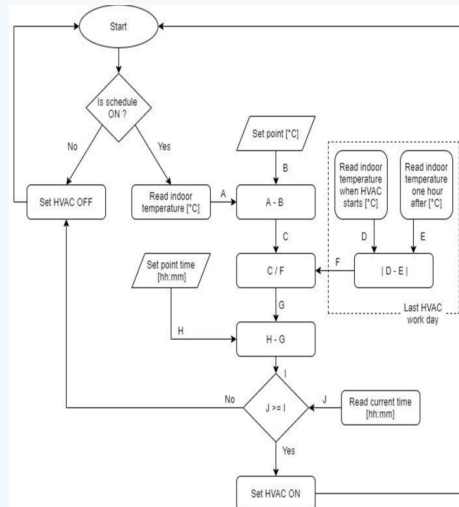 Start
Is schedule
ON ?
No
Yes
Set point [°C]
Read indoor
temperature
when HVAC
starts [°C]
Read indoor
temperature
one hour
after [°C]
B
Set HVAC OFF
Read indoor
temperature [°C]
A
A - B
D
E
C
Set point time
[hh:mm]
C / F
F
| D - E |
G
Last HVAC
work day
H
H - G
I
No
J >= I
J
Read current time
[hh:mm]
Yes
Set HVAC ON